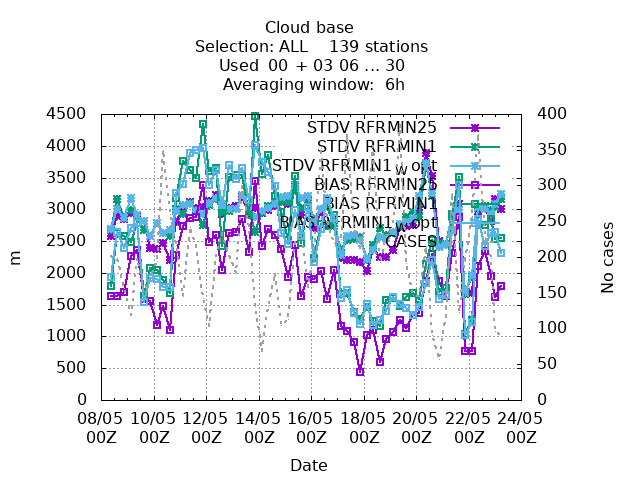 Cloud base
Selection: ALL    139 stations
Used  00 + 03 06 ... 30
Averaging window:  6h
4500
4000
3500
3000
2500
2000
1500
1000
500
0
m
400
350
300
250
200
150
100
50
0
No cases
STDV RFRMIN25
STDV RFRMIN1
STDV RFRMIN1_w_opt
BIAS RFRMIN25
BIAS RFRMIN1
BIAS RFRMIN1_w_opt
CASES
08/05 10/05 12/05 14/05 16/05 18/05 20/05 22/05 24/05
00Z 00Z 00Z 00Z 00Z 00Z 00Z 00Z 00Z
Date